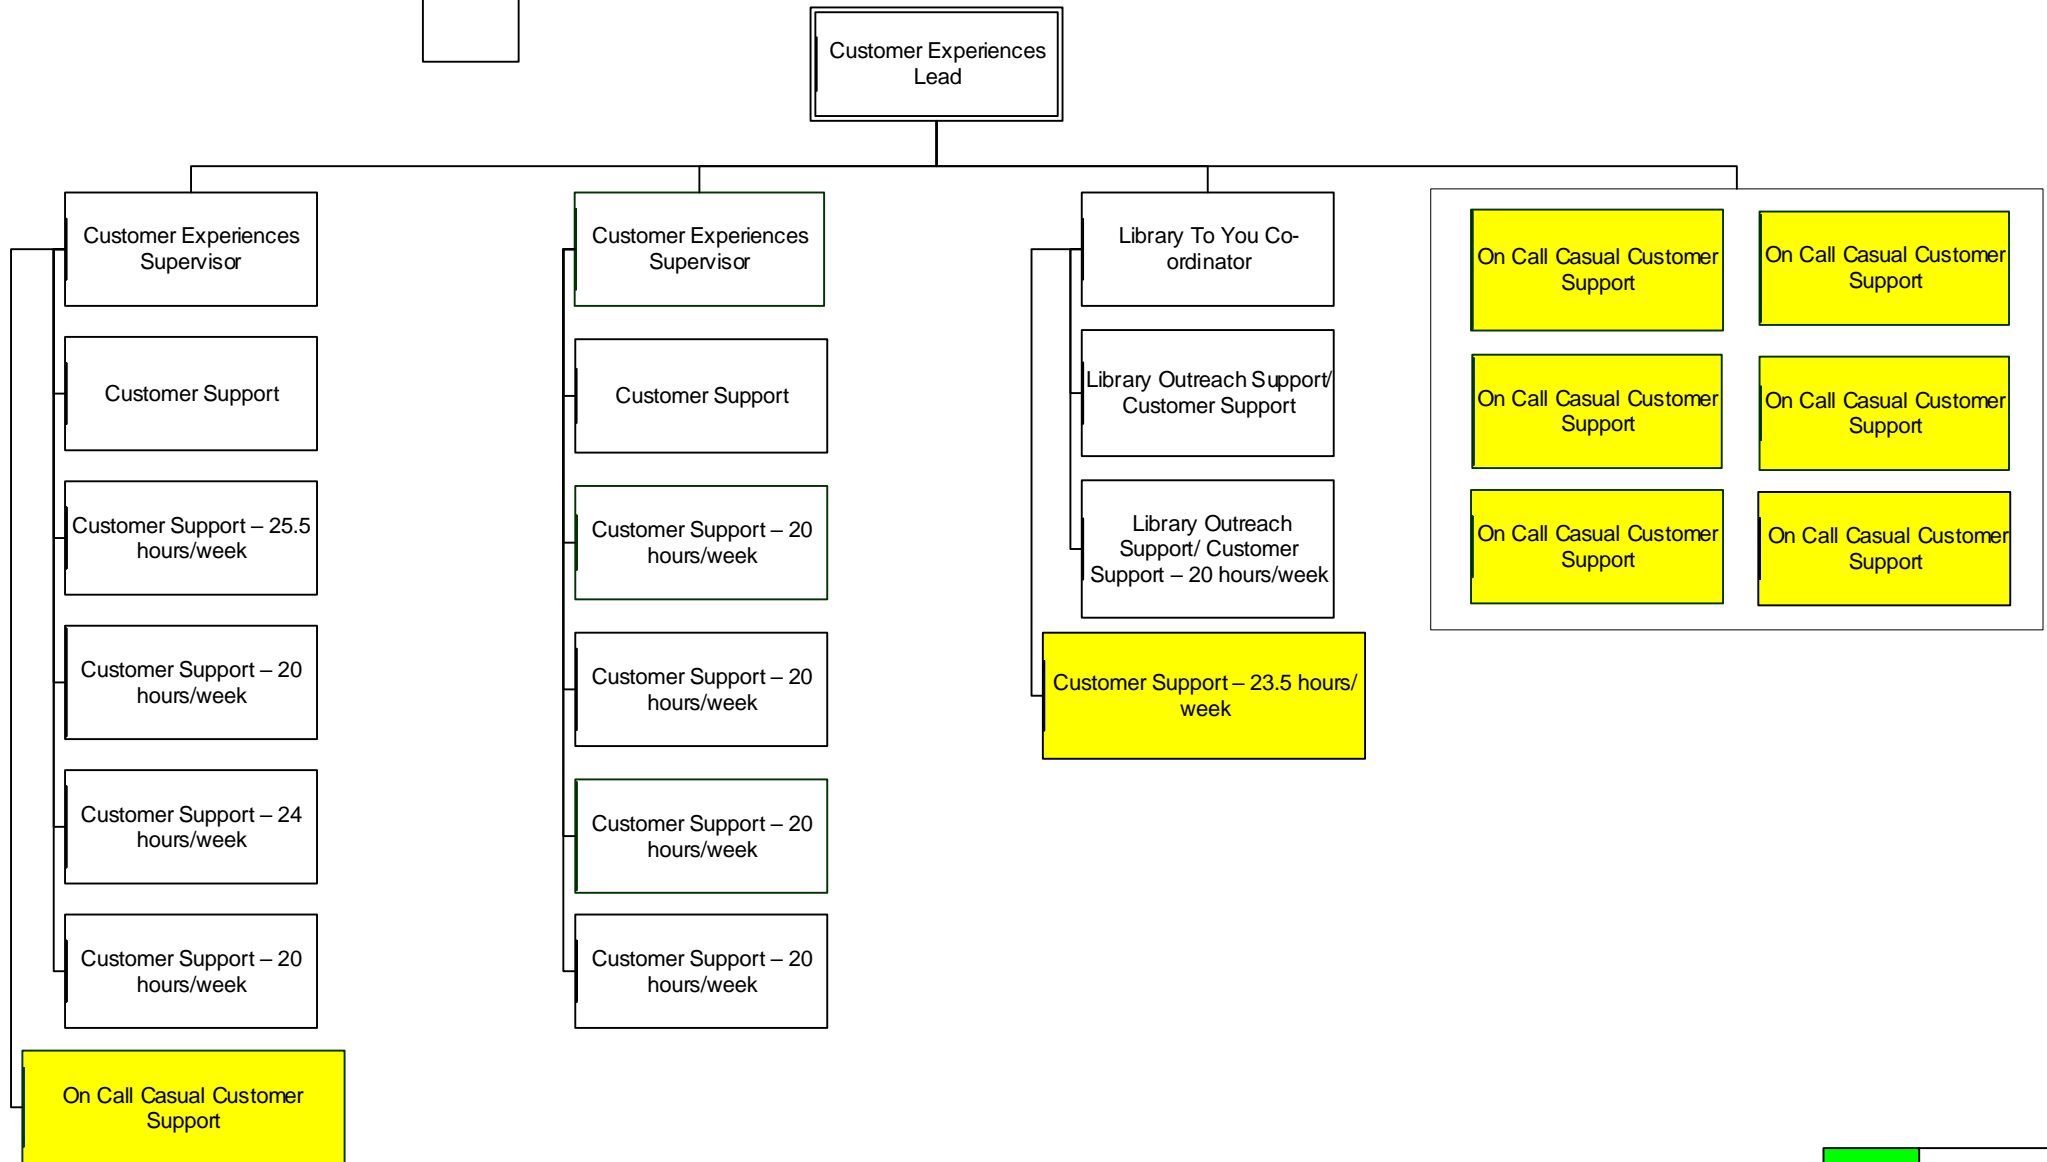 Customer Experiences
Lead
Customer Experiences
Supervisor
Customer Support
Customer Support – 25.5
hours/week
Customer Support – 20
hours/week
Customer Support – 24
hours/week
Customer Support – 20
hours/week
On Call Casual Customer
Support
Customer Experiences
Supervisor
Customer Support
Customer Support – 20
hours/week
Customer Support – 20
hours/week
Customer Support – 20
hours/week
Customer Support – 20
hours/week
Library To You Co-
ordinator
Library Outreach Support/
Customer Support
Library Outreach
Support/ Customer
Support – 20 hours/week
Customer Support – 23.5 hours/
week
On Call Casual Customer
Support
On Call Casual Customer
Support
On Call Casual Customer
Support
On Call Casual Customer
Support
On Call Casual Customer
Support
On Call Casual Customer
Support